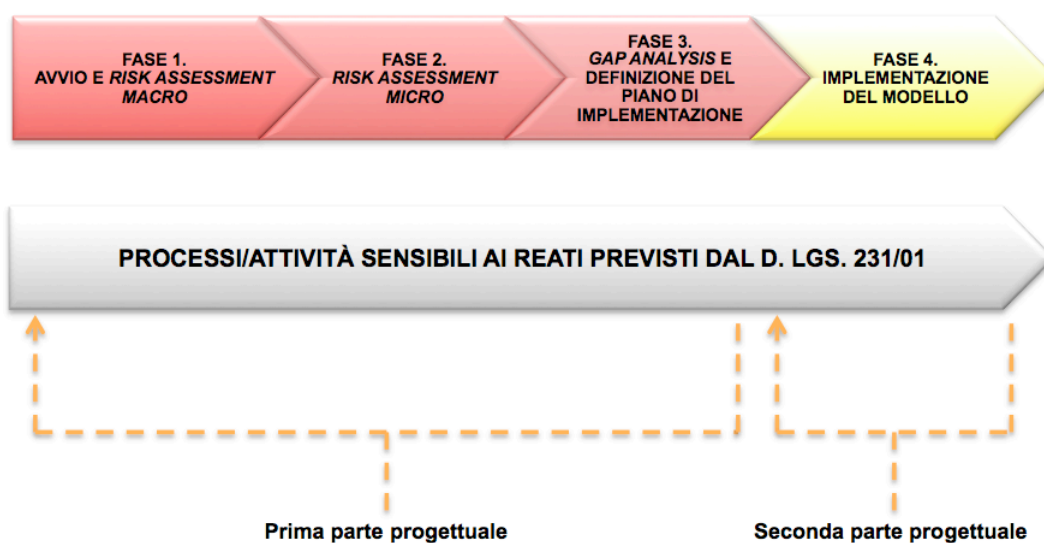 FASE 1.
AVVIO E RISK ASSESSMENT
MACRO
FASE 2.
RISK ASSESSMENT
MICRO
FASE 3.
GAP ANALYSIS E
DEFINIZIONE DEL
PIANO DI
IMPLEMENTAZIONE
FASE 4.
IMPLEMENTAZIONE
DEL MODELLO
PROCESSI/ATTIVITÀ SENSIBILI AI REATI PREVISTI DAL D. LGS. 231/01
Prima parte progettuale
Seconda parte progettuale